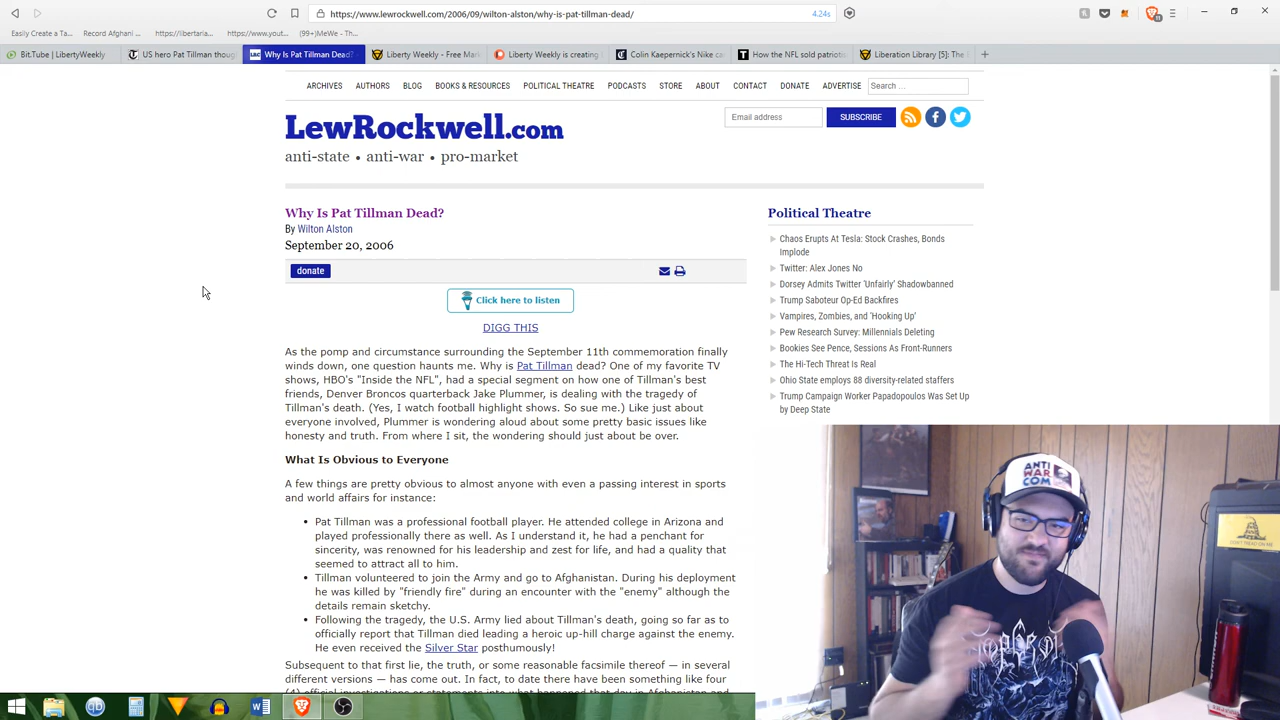 https://www.lewrockwell.com/2006/09/wilton-alston/why-is-pat-tillman-dead/
4.24s
Easily Create a Ta...
Record Afghani ...
https://libertaria...
https://www.yout...
(99+)MeWe - Th...
Bit.Tube | LibertyWeekly
US hero Pat Tillman thoug
Why Is Pat Tillman Dead?
Liberty Weekly - Free Mar
Liberty Weekly is creating
Colin Kaepernick's Nike ca
How the NFL sold patriotis
Liberation Library [5]: The L
ARCHIVES
AUTHORS
BLOG
BOOKS & RESOURCES
POLITICAL THEATRE
PODCASTS
STORE
ABOUT
CONTACT
DONATE
ADVERTISE
Search ...
LewRockwell.com
anti-state • anti-war • pro-market
Email address
SUBSCRIBE
Why Is Pat Tillman Dead?
By Wilton Alston
September 20, 2006
donate
Click here to listen
DIGG THIS
As the pomp and circumstance surrounding the September 11th commemoration finally
winds down, one question haunts me. Why is Pat Tillman dead? One of my favorite TV
shows, HBO's "Inside the NFL", had a special segment on how one of Tillman's best
friends, Denver Broncos quarterback Jake Plummer, is dealing with the tragedy of
Tillman's death. (Yes, I watch football highlight shows. So sue me.) Like just about
everyone involved, Plummer is wondering aloud about some pretty basic issues like
honesty and truth. From where I sit, the wondering should just about be over.
What Is Obvious to Everyone
A few things are pretty obvious to almost anyone with even a passing interest in sports
and world affairs for instance:
• Pat Tillman was a professional football player. He attended college in Arizona and
played professionally there as well. As I understand it, he had a penchant for
sincerity, was renowned for his leadership and zest for life, and had a quality that
seemed to attract all to him.
• Tillman volunteered to join the Army and go to Afghanistan. During his deployment
he was killed by "friendly fire" during an encounter with the "enemy" although the
details remain sketchy.
• Following the tragedy, the U.S. Army lied about Tillman's death, going so far as to
officially report that Tillman died leading a heroic up-hill charge against the enemy.
He even received the Silver Star posthumously!
Subsequent to that first lie, the truth, or some reasonable facsimile thereof — in several
different versions — has come out. In fact, to date there have been something like four
(4) official investigations or statements into what happened that day in Afghanistan and
Political Theatre
Chaos Erupts At Tesla: Stock Crashes, Bonds
Implode
Twitter: Alex Jones No
Dorsey Admits Twitter 'Unfairly' Shadowbanned
Trump Saboteur Op-Ed Backfires
Vampires, Zombies, and 'Hooking Up'
Pew Research Survey: Millennials Deleting
Bookies See Pence, Sessions As Front-Runners
The Hi-Tech Threat Is Real
Ohio State employs 88 diversity-related staffers
Trump Campaign Worker Papadopoulos Was Set Up
by Deep State
ANTI
WAR
COM
DON'T TREAD ON ME